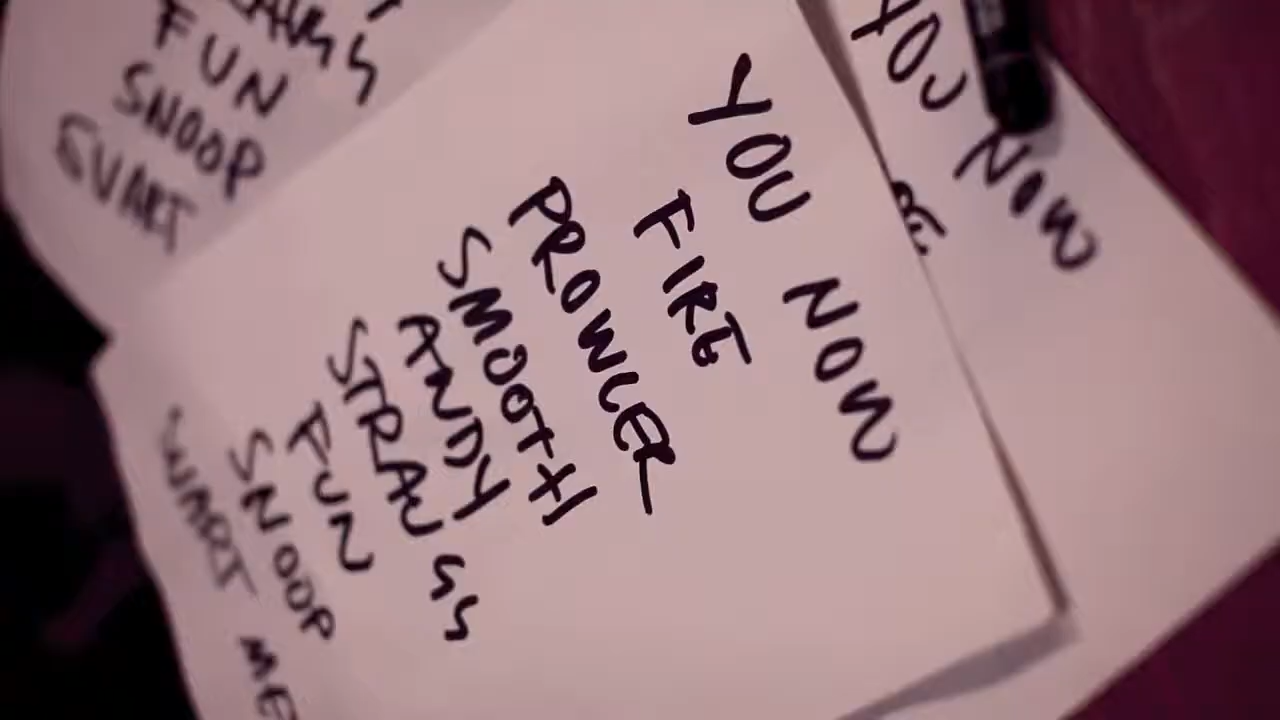 YOU NOW
FIRE
PROWLER
SMOOTH
ANDY
STRAUSS
FUN
SNOOP
FUN
SNOOP
YOU NOW